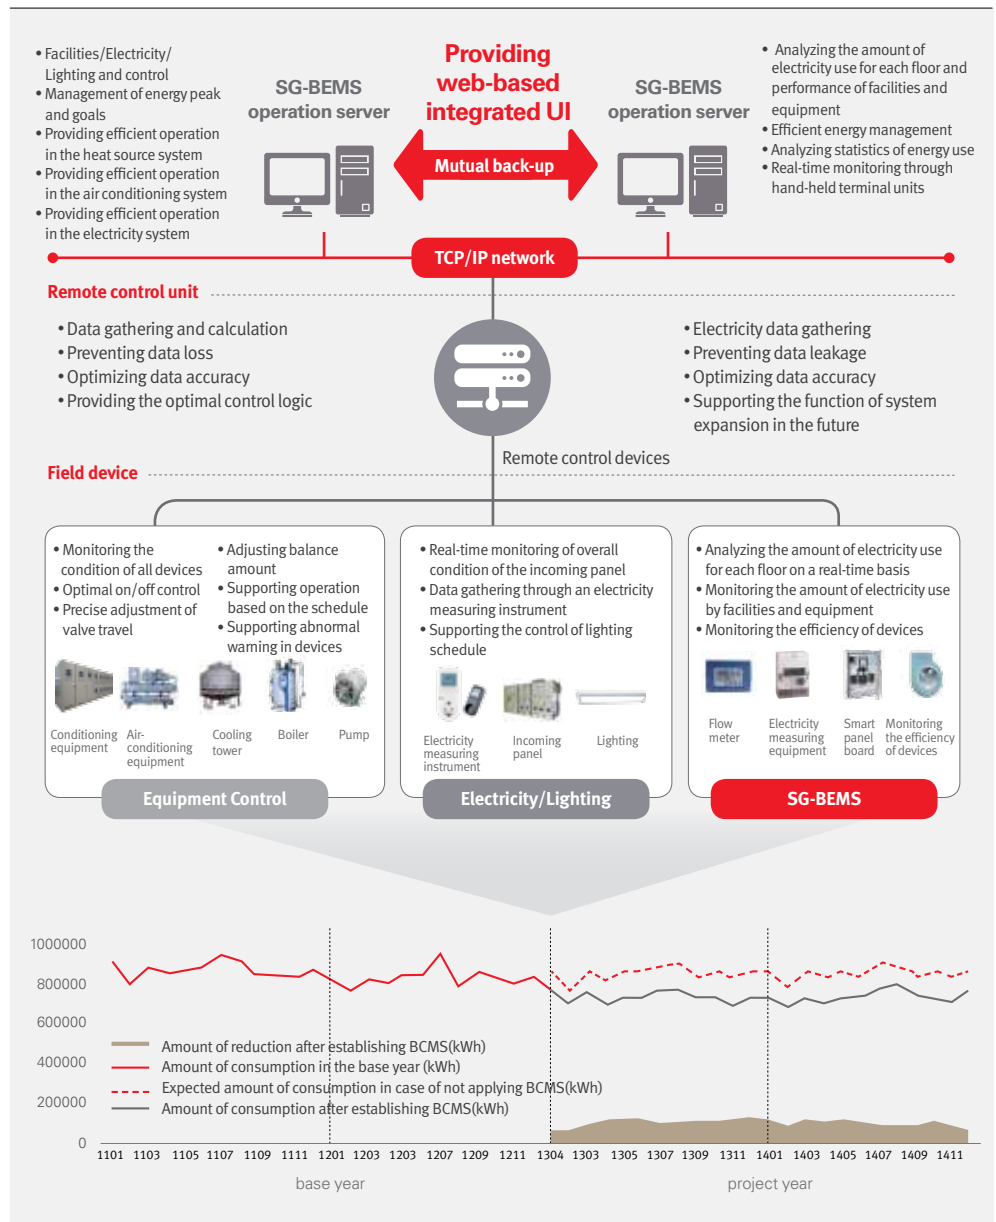 • Facilities/Electricity/
Lighting and control
• Management of energy peak
and goals
• Providing efficient operation
in the heat source system
• Providing efficient operation
in the air conditioning system
• Providing efficient operation
in the electricity system
SG-BEMS
operation server
Providing
web-based
integrated UI
Mutual back-up
SG-BEMS
operation server
• Analyzing the amount of
electricity use for each floor and
performance of facilities and
equipment
• Efficient energy management
• Analyzing statistics of energy use
• Real-time monitoring through
hand-held terminal units
TCP/IP network
Remote control unit
• Data gathering and calculation
• Preventing data loss
• Optimizing data accuracy
• Providing the optimal control logic
• Electricity data gathering
• Preventing data leakage
• Optimizing data accuracy
• Supporting the function of system
expansion in the future
Remote control devices
Field device
• Monitoring the
condition of all devices
• Optimal on/off control
• Precise adjustment of
valve travel
• Adjusting balance
amount
• Supporting operation
based on the schedule
• Supporting abnormal
warning in devices
Conditioning
equipment
Air-
conditioning
equipment
Cooling
tower
Boiler
Pump
Equipment Control
• Real-time monitoring of overall
condition of the incoming panel
• Data gathering through an electricity
measuring instrument
• Supporting the control of lighting
schedule
Electricity
measuring
instrument
Incoming
panel
Lighting
Electricity/Lighting
• Analyzing the amount of electricity use
for each floor on a real-time basis
• Monitoring the amount of electricity use
by facilities and equipment
• Monitoring the efficiency of devices
Flow
meter
Electricity
measuring
equipment
Smart
panel
board
Monitoring
the efficiency
of devices
SG-BEMS
1000000
800000
600000
400000
200000
0
Amount of reduction after establishing BCMS(kWh)
Amount of consumption in the base year (kWh)
Expected amount of consumption in case of not applying BCMS(kWh)
Amount of consumption after establishing BCMS(kWh)
1101 1103 1105 1107 1109 1111 1201 1203 1203 1207 1209 1211 1304 1303 1305 1307 1309 1311 1401 1403 1405 1407 1409 1411
base year
project year